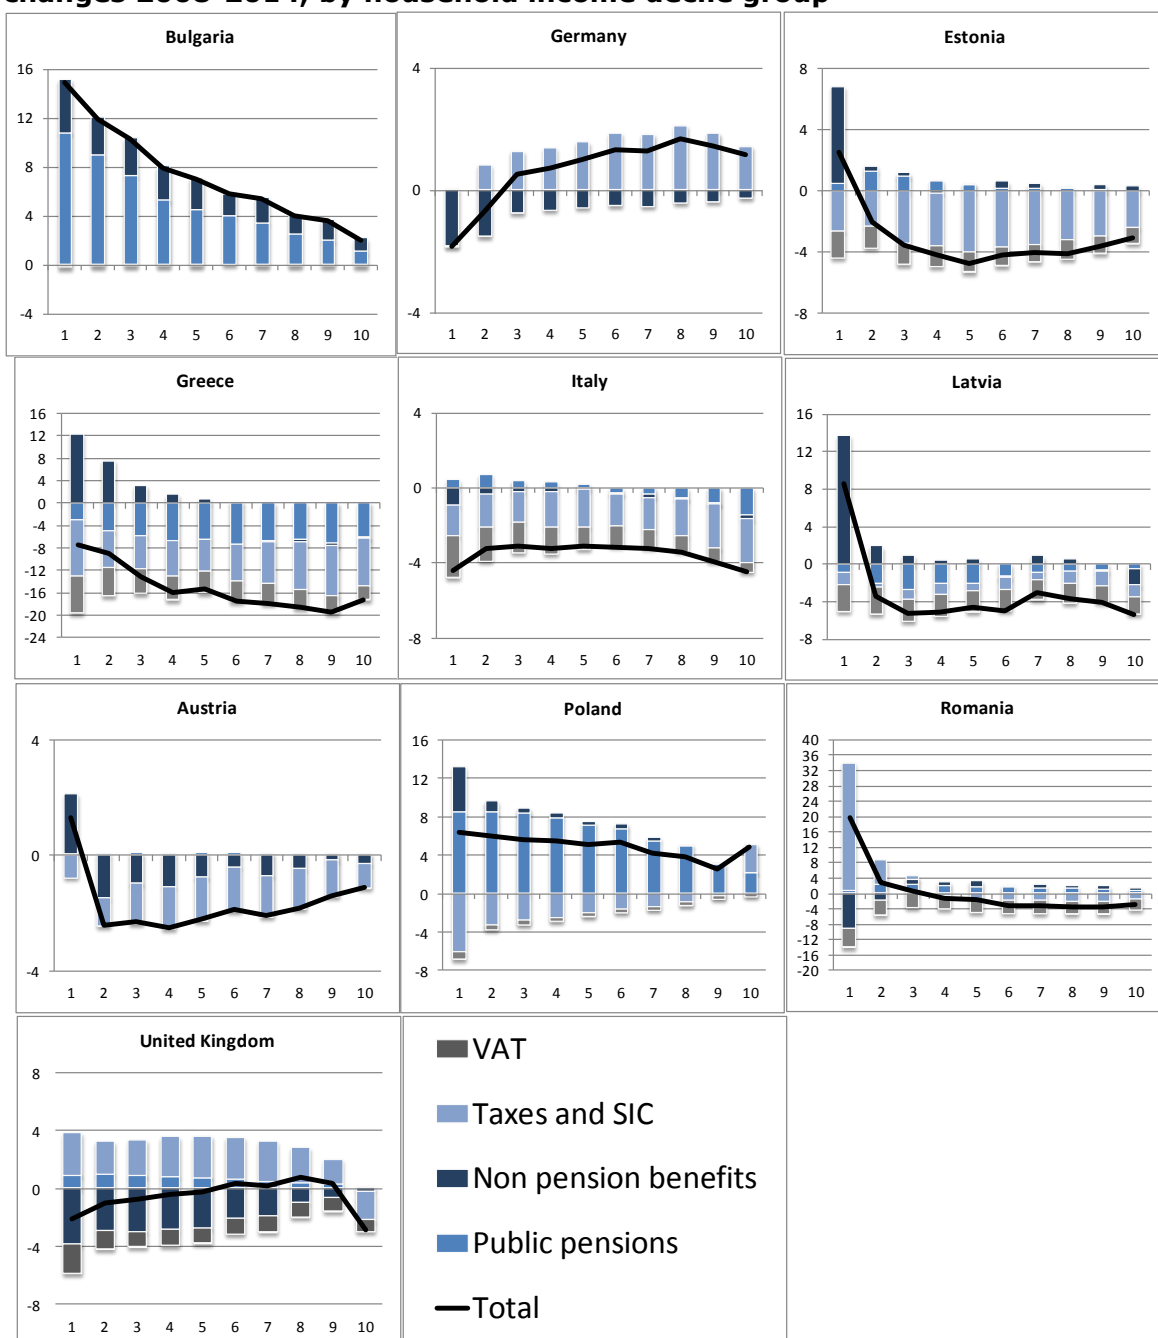 changes 2008-2014, by household income decile group
Bulgaria
16
12
8
4
0
-4
1 2 3 4 5 6 7 8 9 10
Germany
4
0
-4
1 2 3 4 5 6 7 8 9 10
Estonia
8
4
0
-4
-8
1 2 3 4 5 6 7 8 9 10
Greece
16
12
8
4
0
-4
-8
-12
-16
-20
-24
1 2 3 4 5 6 7 8 9 10
Italy
4
0
-4
-8
1 2 3 4 5 6 7 8 9 10
Latvia
16
12
8
4
0
-4
-8
1 2 3 4 5 6 7 8 9 10
Austria
4
0
-4
1 2 3 4 5 6 7 8 9 10
Poland
16
12
8
4
0
-4
-8
1 2 3 4 5 6 7 8 9 10
Romania
40
36
32
28
24
20
16
12
8
4
0
-4
-8
-12
-16
-20
1 2 3 4 5 6 7 8 9 10
United Kingdom
8
4
0
-4
-8
1 2 3 4 5 6 7 8 9 10
VAT
Taxes and SIC
Non pension benefits
Public pensions
Total